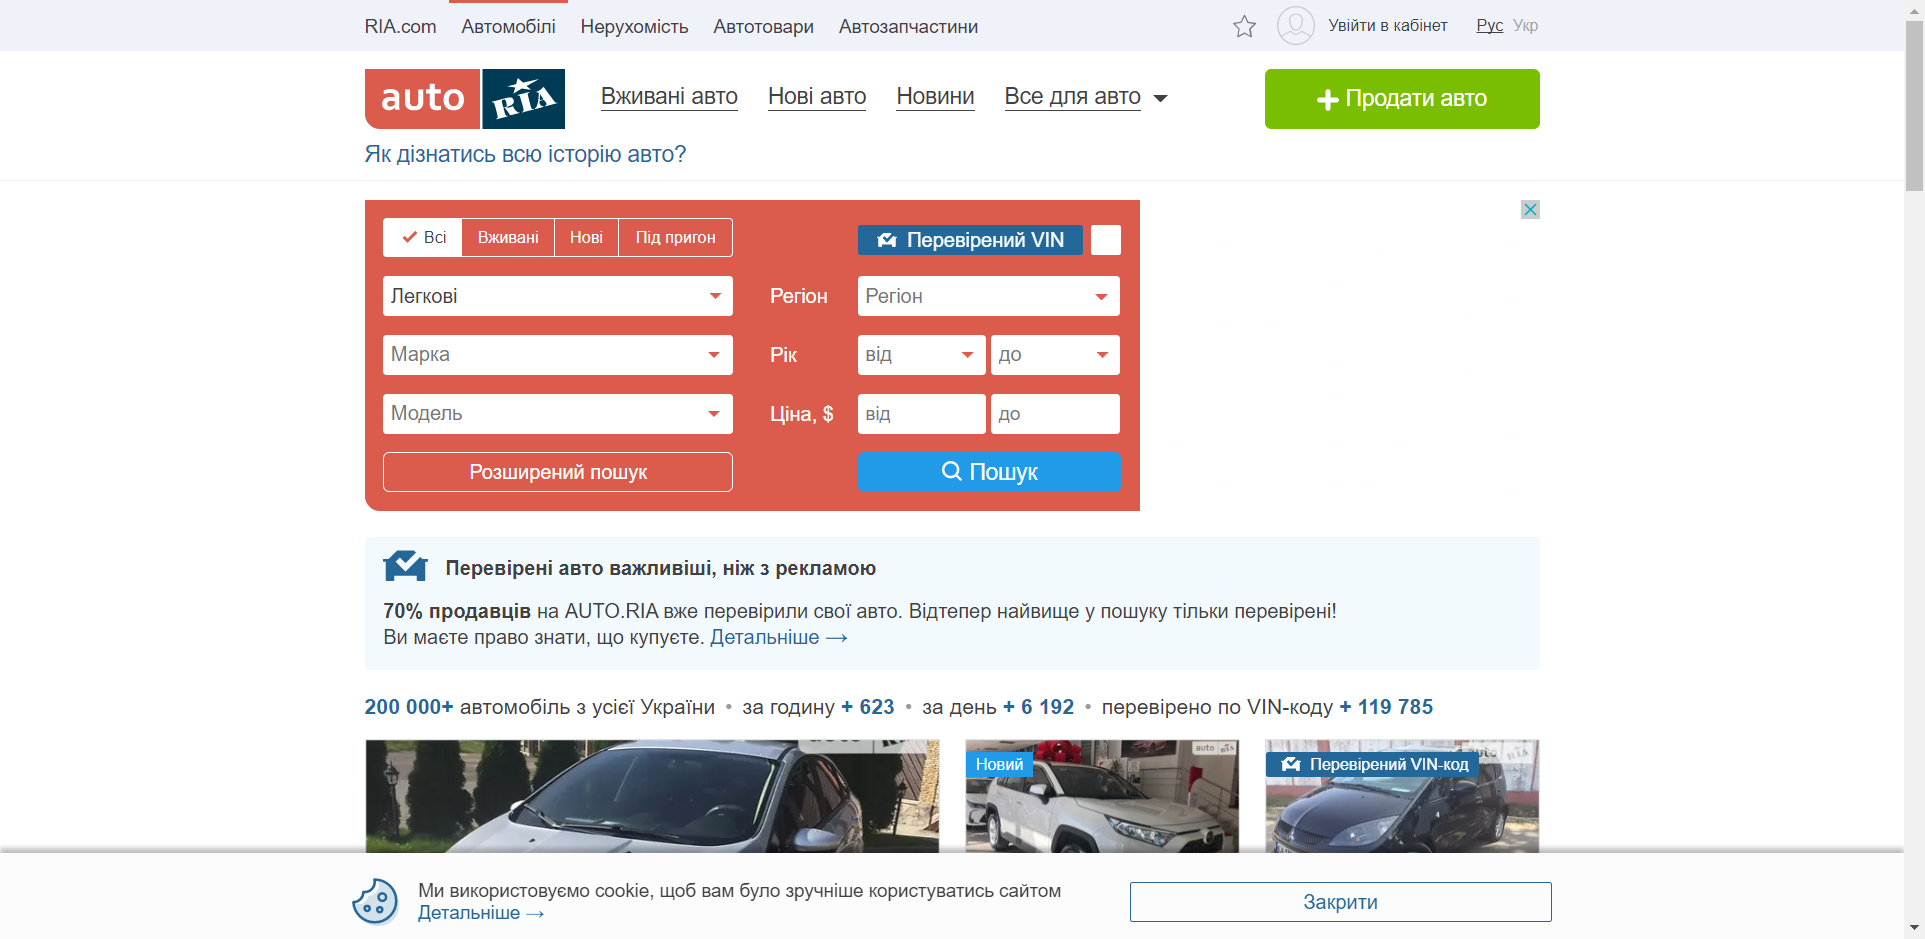 RIA.com Автомобілі Нерухомість Автотовари Автозапчастини Увійти в кабінет Рус Укр
auto RIA Вживані авто Нові авто Новини Все для авто Продати авто
Як дізнатись всю історію авто?
Всі Вживані Нові Під пригон Перевірений VIN
Легкові Регіон Регіон
Марка Рік від до
Модель Ціна, $ від до
Розширений пошук Пошук
Перевірені авто важливіші, ніж з рекламою
70% продавців на AUTO.RIA вже перевірили свої авто. Відтепер найвище у пошуку тільки перевірені!
Ви маєте право знати, що купуєте. Детальніше →
200 000+ автомобіль з усієї України • за годину + 623 • за день + 6 192 • перевірено по VIN-коду + 119 785
auto RIA
Новий Перевірений VIN-код
Ми використовуємо cookie, щоб вам було зручніше користуватись сайтом
Детальніше →
Закрити